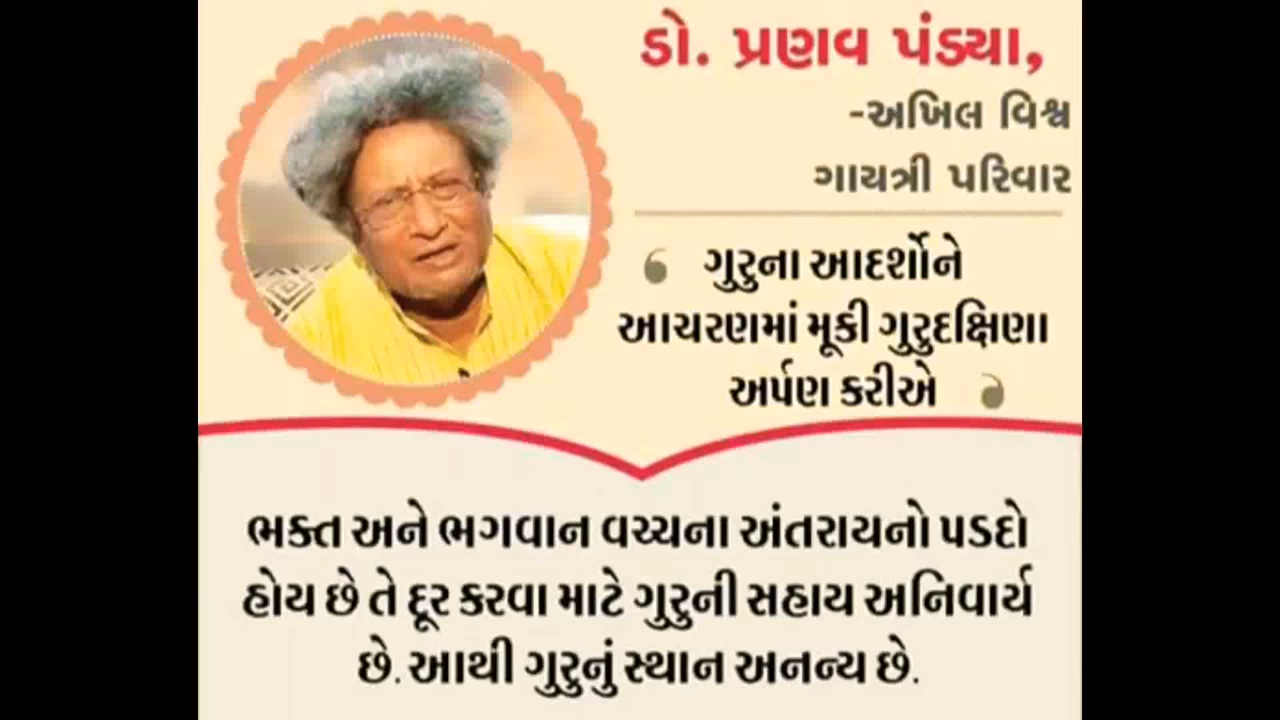 ડો. પ્રણવ પંડ્યા,
-અખિલ વિશ્વ
ગાયત્રી પરિવાર
‘ ગુરુના આદર્શોને
આચરણમાં મૂકી ગુરુદક્ષિણા
અર્પણ કરીએ ’
ભક્ત અને ભગવાન વચ્ચના અંતરાયનો પડદો
હોય છે તે દૂર કરવા માટે ગુરુની સહાય અનિવાર્ય
છે. આથી ગુરુનું સ્થાન અનન્ય છે.